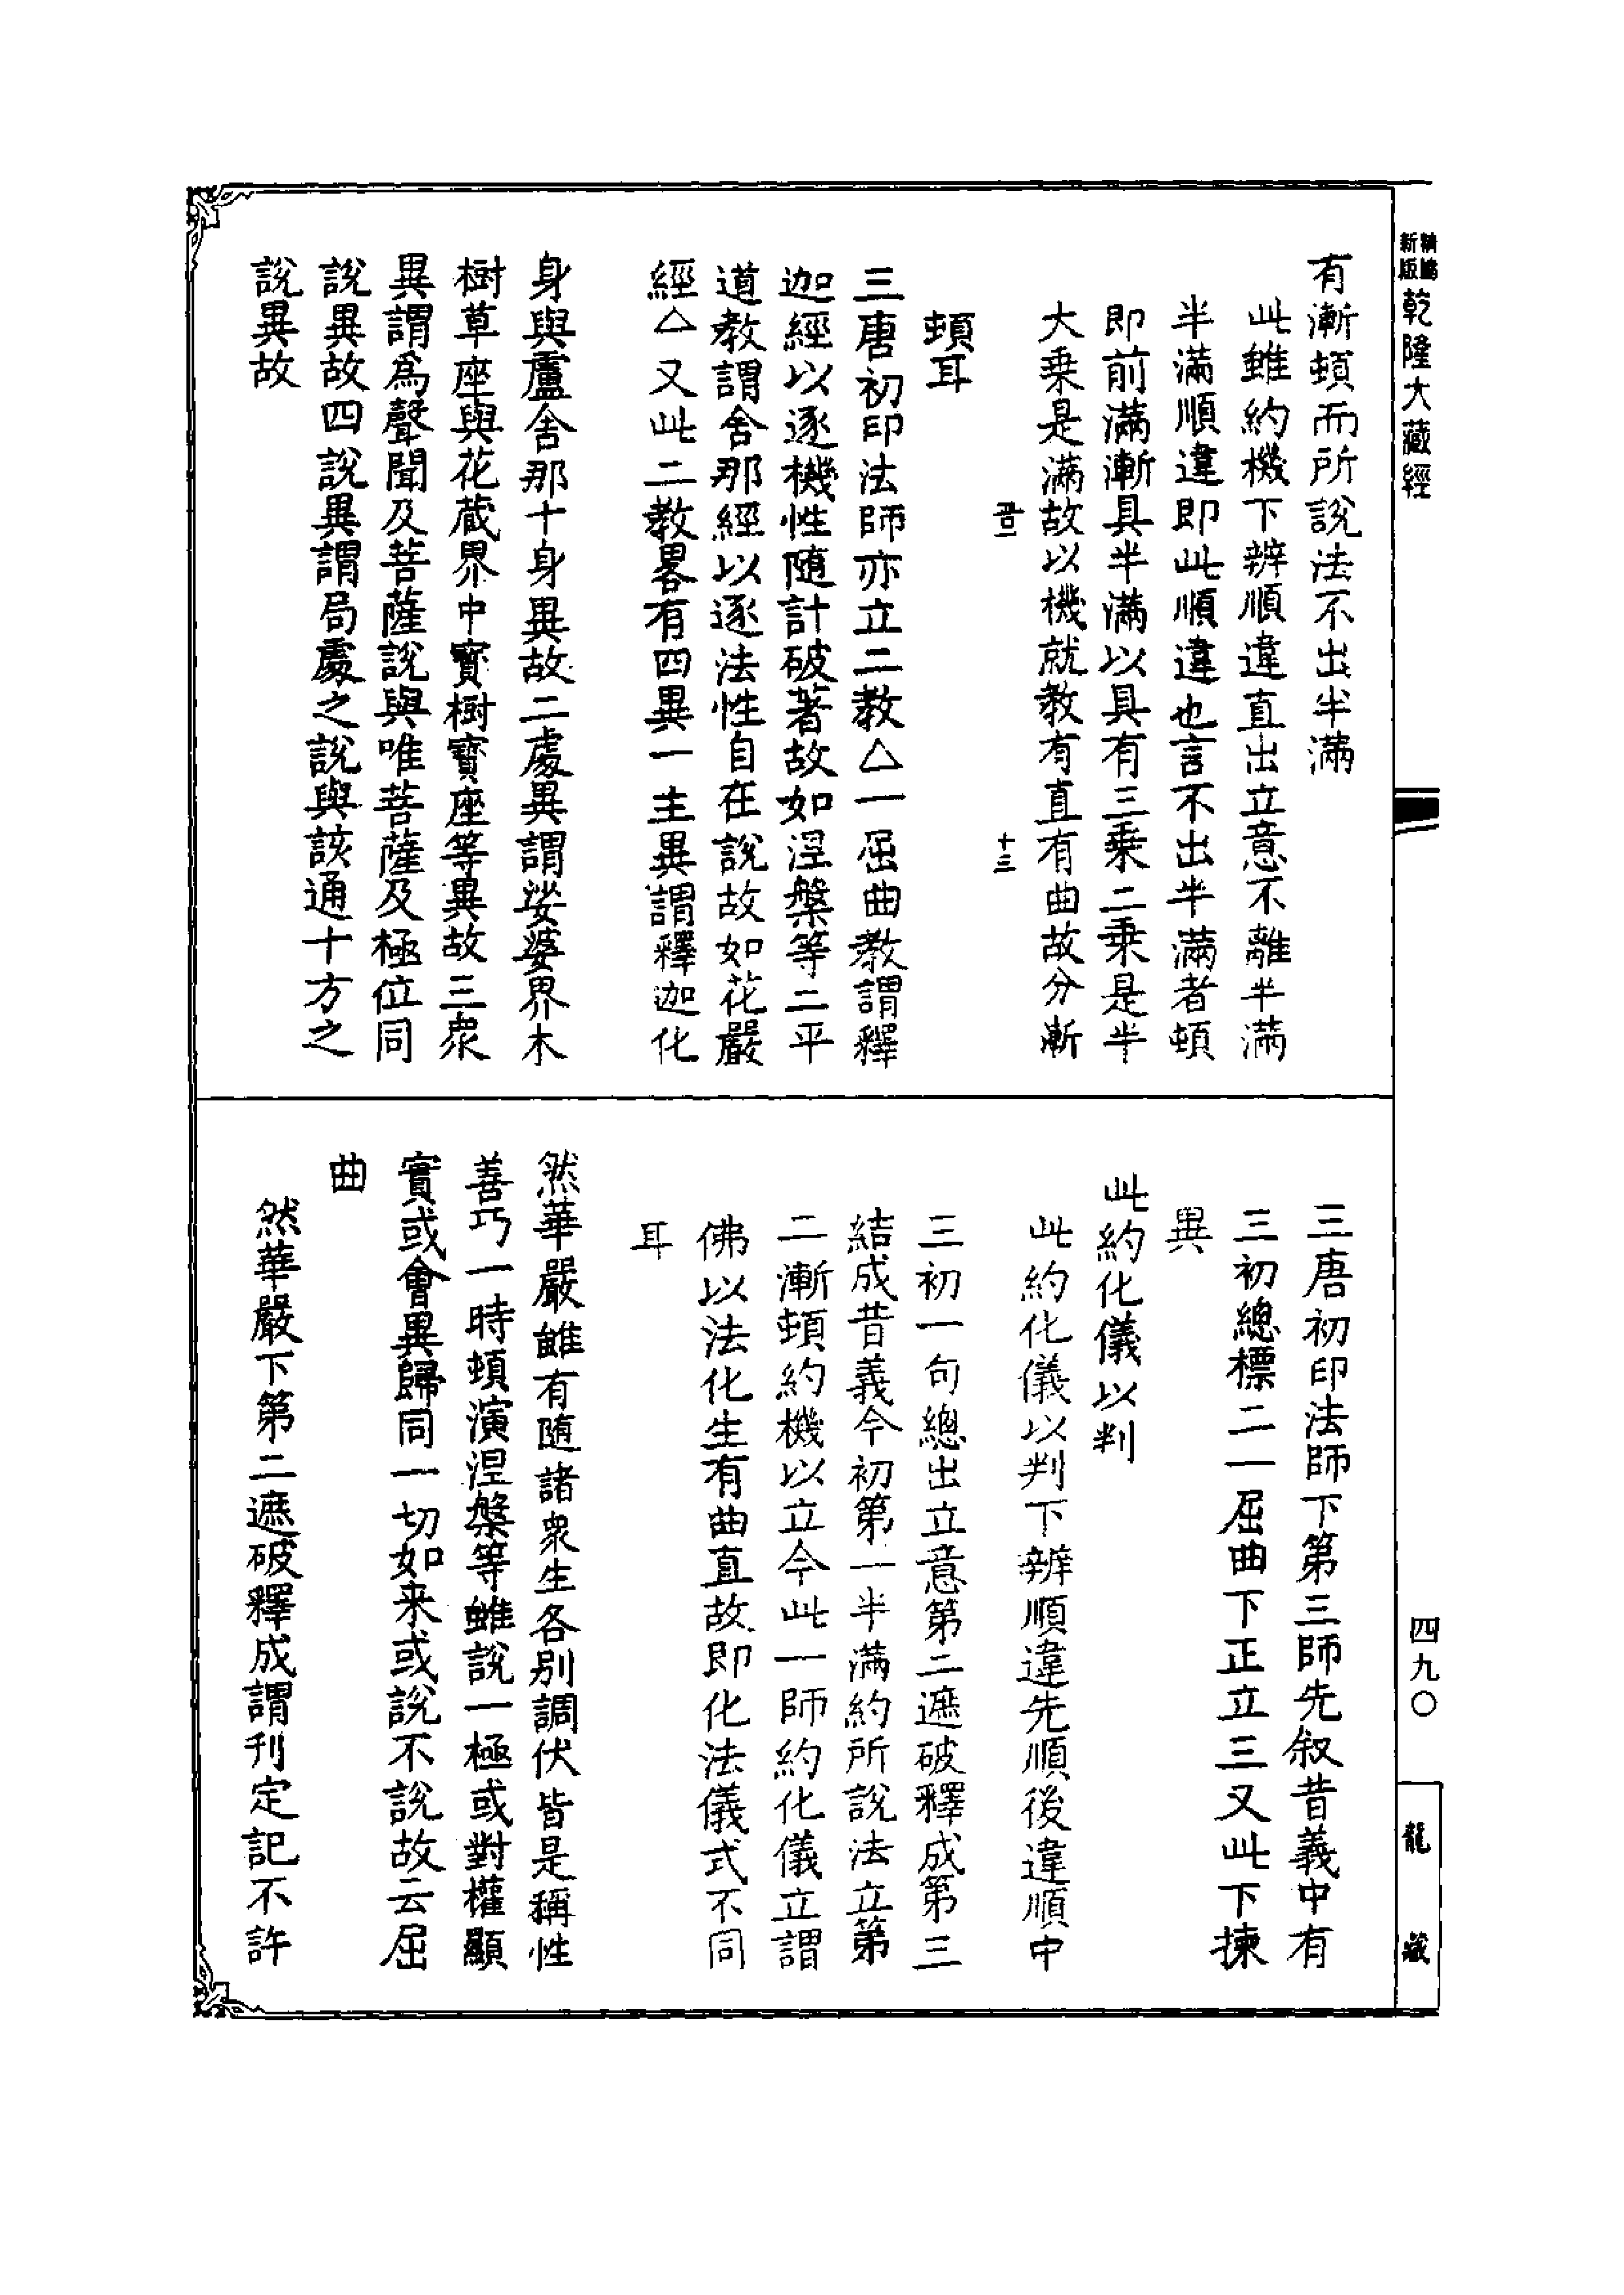 新版
精縮
乾隆大藏經
四九〇
龍藏
有漸頓而所說法不出半滿
此雖約機下辨順違直出立意不離半滿
半滿順違即此順違也言不出半滿者頓
即前滿漸具半滿以具有三乘二乘是半
大乘是滿故以機就教有直有曲故分漸
十三
頓耳
三唐初印法師亦立二教△一屈曲教謂釋
迦經以逐機性隨計破著故如涅槃等二平
道教謂舍那經以逐法性自在說故如花嚴
經△又此二教畧有四異一主異謂釋迦化
身與盧舍那十身異故二處異謂娑婆界木
樹草座與花蔵界中寳樹寳座等異故三衆
異謂爲聲聞及菩薩說與唯菩薩及極位同
說異故四說異謂局處之說與該通十方之
說異故
三唐初印法師下第三師先叙昔義中有
三初總標二一屈曲下正立三又此下揀
異
此約化儀以判
此約化儀以判下辨順違先順後違順中
三初一句總出立意第二遮破釋成第三
結成昔義今初第一半滿約所說法立第
二漸頓約機以立今此一師約化儀立謂
佛以法化生有曲直故即化法儀式不同
耳
然華嚴雖有隨諸衆生各別調伏皆是稱性
善巧一時頓演涅槃等雖說一極或對權顯
實或會異歸同一切如来或說不說故云屈
曲
然華嚴下第二遮破釋成謂刊定記不許